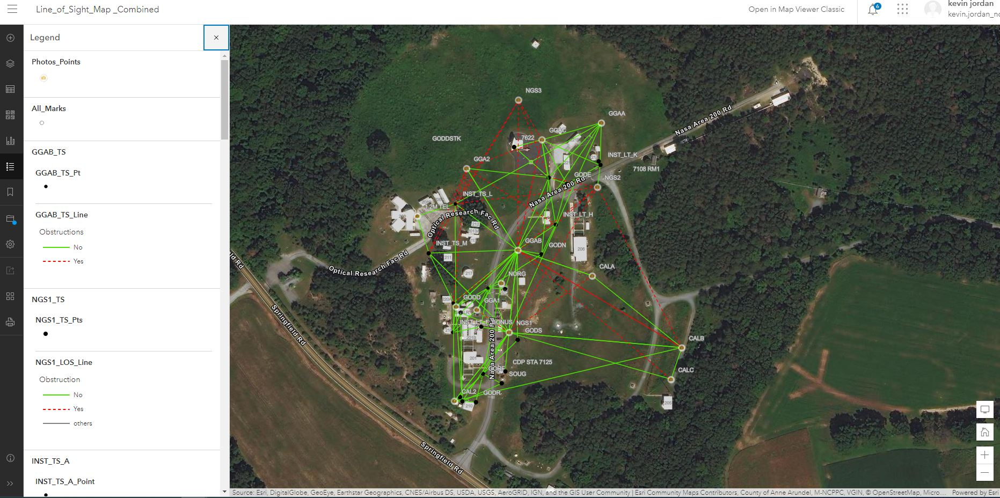 Line_of_Sight_Map _Combined
Open in Map Viewer Classic
6
kevin jordan
Legend
Photos_Points
All_Marks
GGAB_TS
GGAB_TS_Pt
GGAB_TS_Line
Obstructions
No
Yes
NGS1_TS
NGS1_TS_Pts
NGS1_LOS_Line
Obstruction
No
Yes
others
INST_TS_A
INST_TS_A_Point
NGS3
GGAA
Nasa Area 200 Rd
GGAC
7622
GODDSTK
GGA2
INST_LT_K
7108 RM1
GODE
NGS2
Nasa Area 200 Rd
INST_TS_L
1.2M TEL
Optical Research Fac Rd
INST_LT_H
212
2013A
GGAB
INST_TS_M
GODN
206
211
Optical Research Fac Rd
CALA
217
NORG
Springfield Rd
220A
GODD
GGA1
BONUS
NGS1
GODS
201B
CALB
201
Nasa Area 200 Rd
CDP STA 7125
CALC
SOUG
CAL2
GODR
210
205
Springfield Rd
Source: Esri, DigitalGlobe, GeoEye, Earthstar Geographics, CNES/Airbus DS, USDA, USGS, AeroGRID, IGN, and the GIS User Community | Esri Community Maps Contributors, County of Anne Arundel, M-NCPPC, VGIN, © OpenStreetMap, Micro...
Powered by Esri